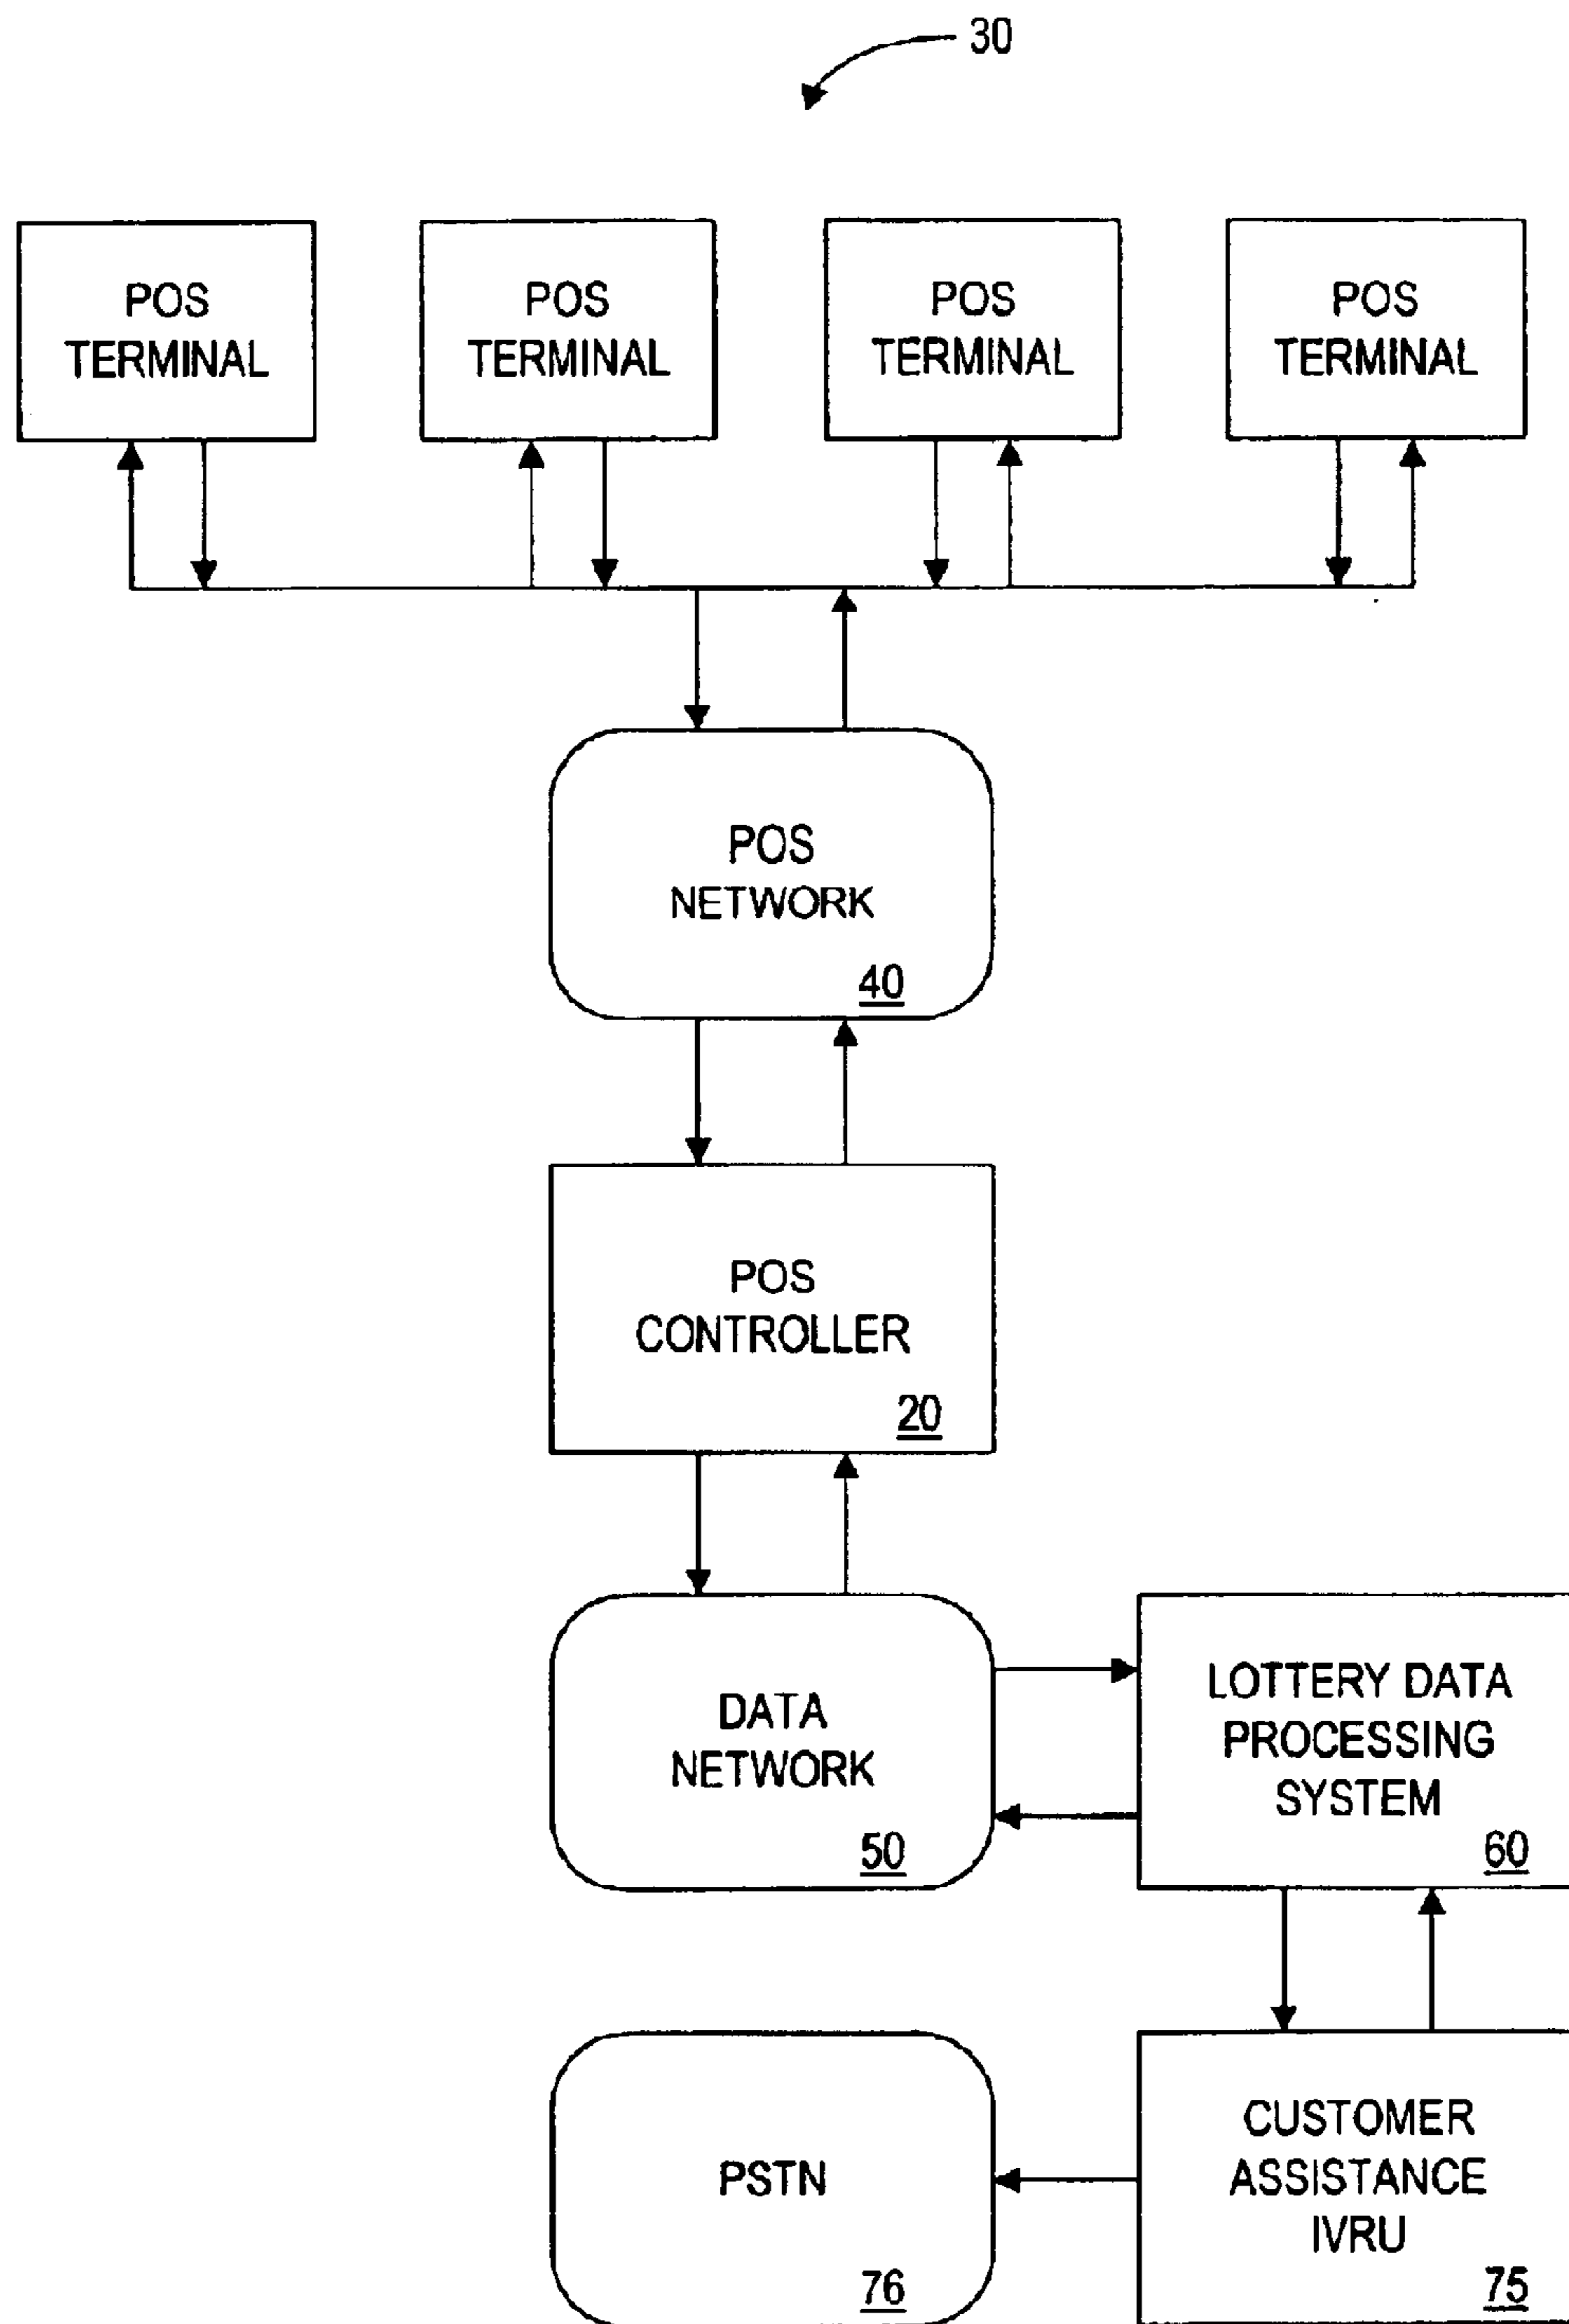 30
POS
TERMINAL
POS
TERMINAL
POS
TERMINAL
POS
TERMINAL
POS
NETWORK
40
POS
CONTROLLER
20
DATA
NETWORK
50
LOTTERY DATA
PROCESSING
SYSTEM
60
PSTN
76
CUSTOMER
ASSISTANCE
IVRU
75